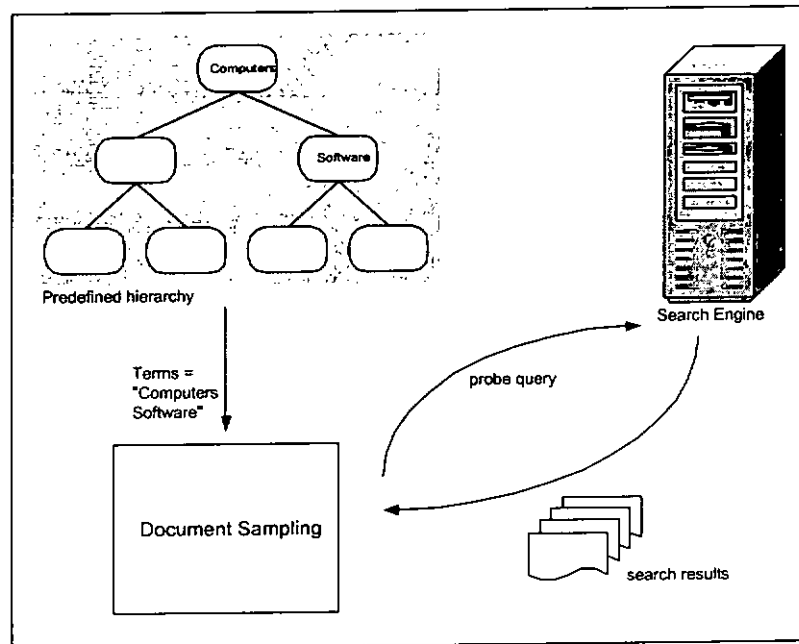 Computers
Software
Predefined hierarchy
Search Engine
Terms =
"Computers
Software"
probe query
Document Sampling
search results